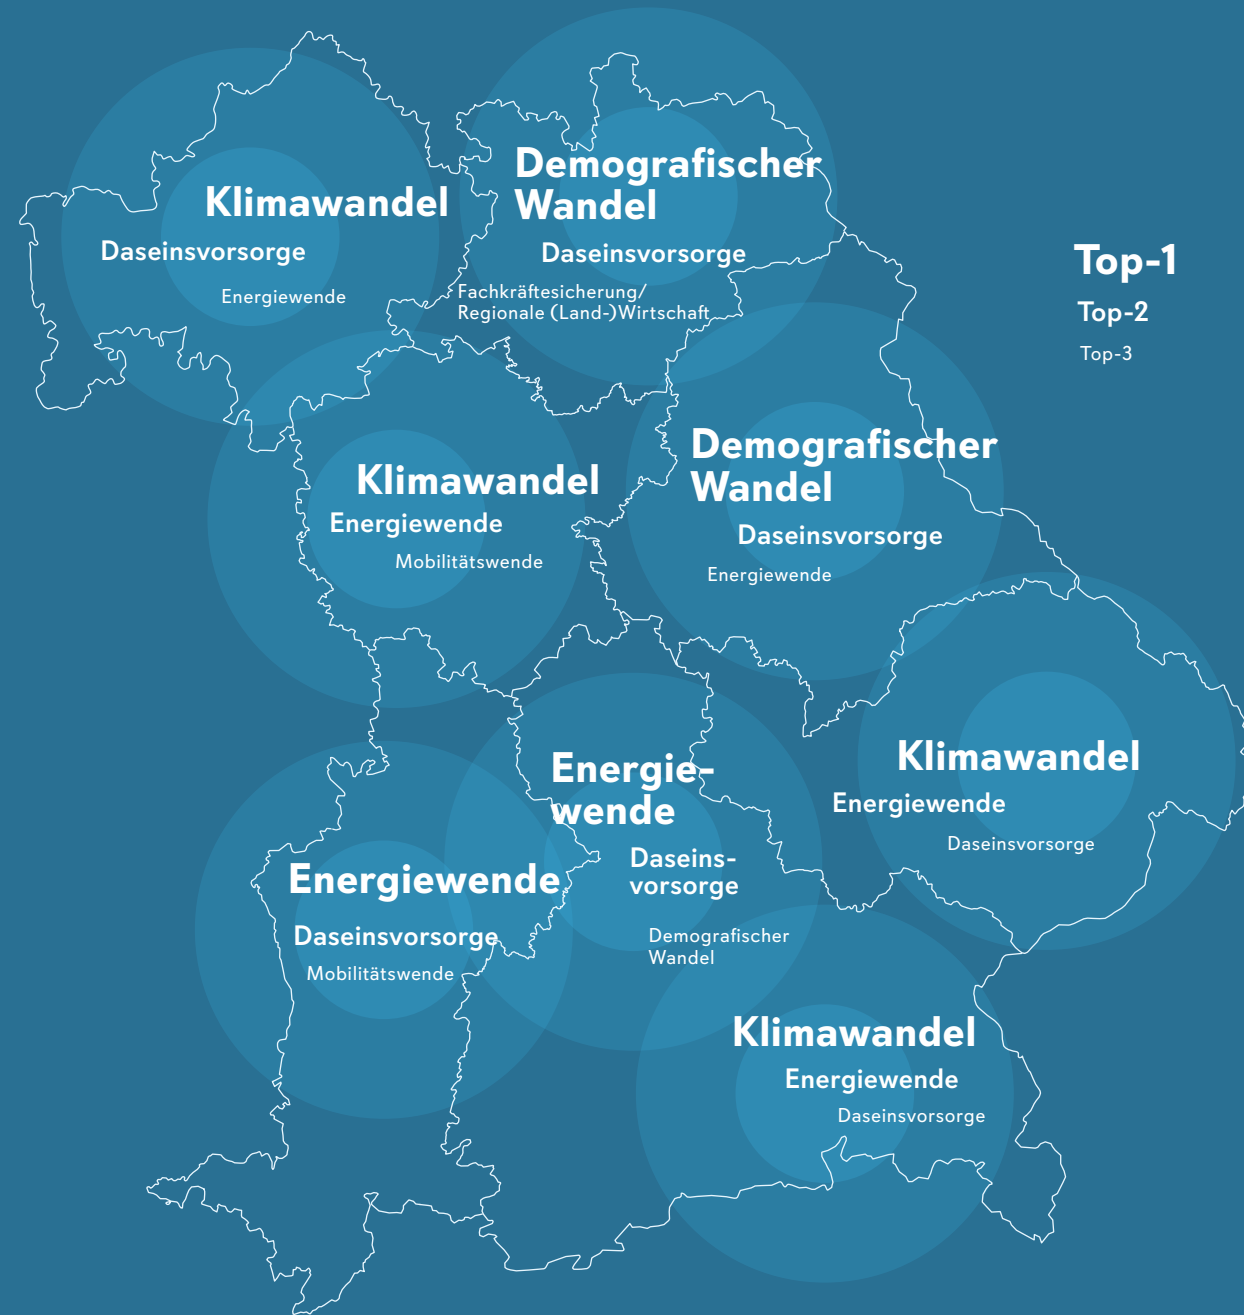 Klimawandel
Daseinsvorsorge
Energiewende
Demografischer
Wandel
Daseinsvorsorge
Fachkräftesicherung/
Regionale (Land-)Wirtschaft
Top-1
Top-2
Top-3
Klimawandel
Energiewende
Mobilitätswende
Demografischer
Wandel
Daseinsvorsorge
Energiewende
Klimawandel
Energiewende
Daseinsvorsorge
Energie-
wende
Daseins-
vorsorge
Demografischer
Wandel
Energiewende
Daseinsvorsorge
Mobilitätswende
Klimawandel
Energiewende
Daseinsvorsorge